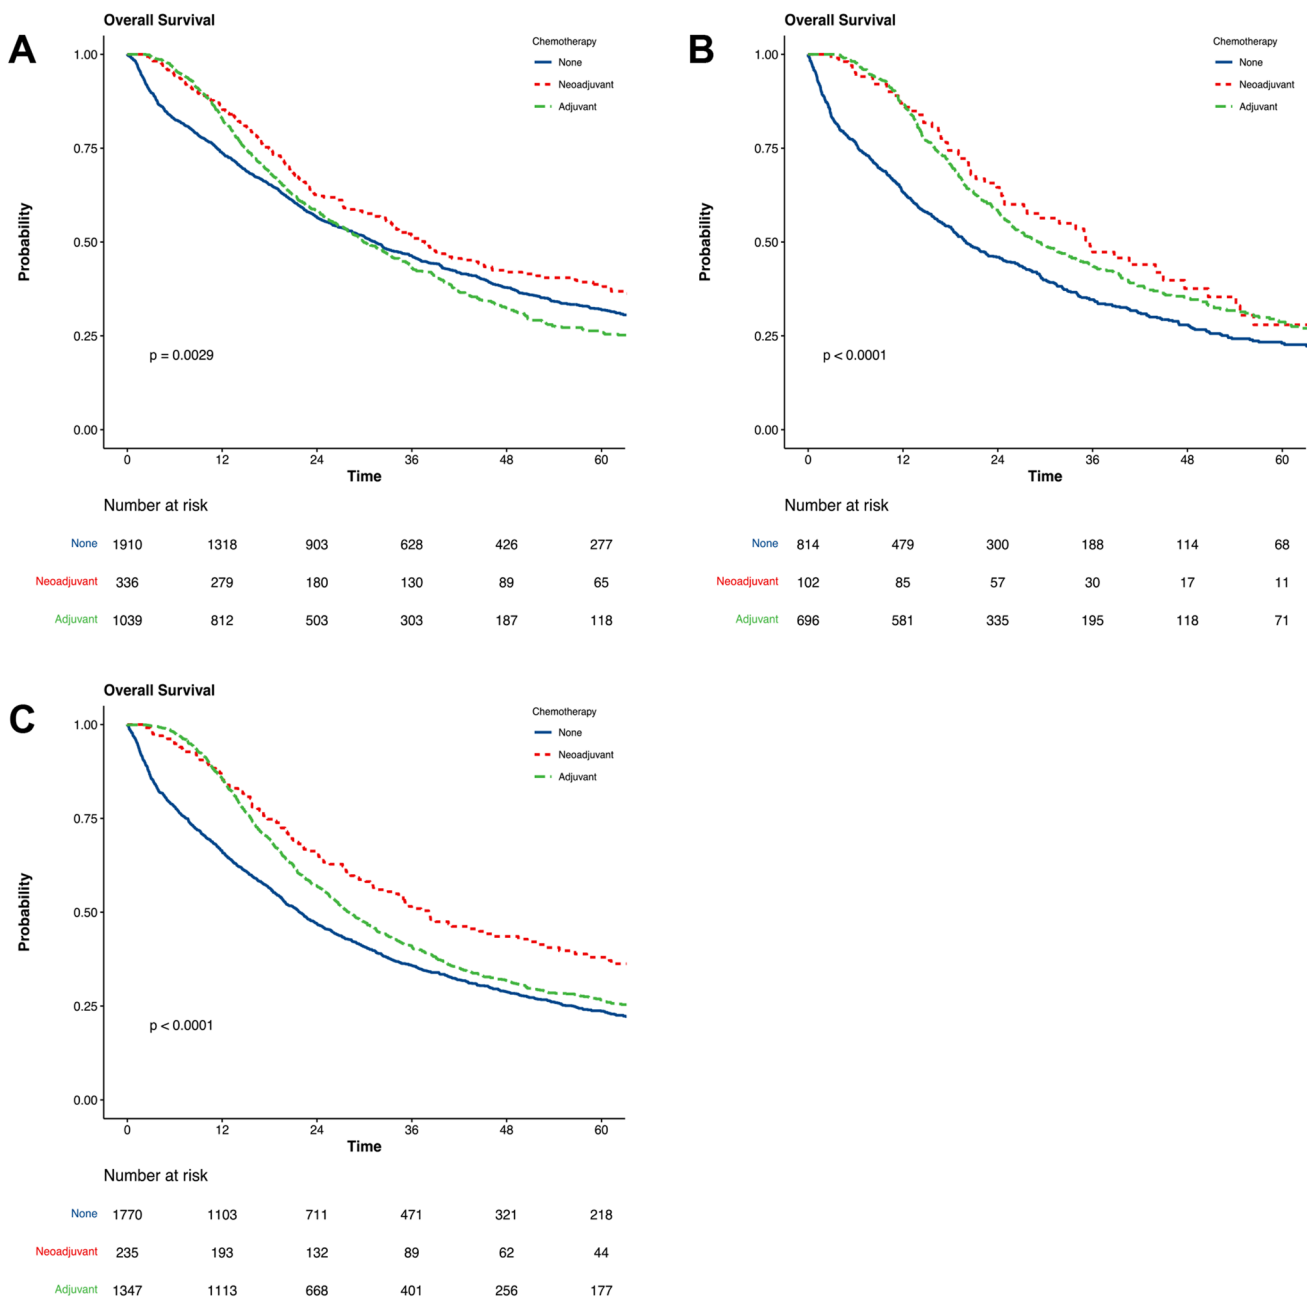 A
Overall Survival
Chemotherapy
None
Neoadjuvant
Adjuvant
1.00
0.75
0.50
0.25
0.00
Probability
p = 0.0029
0 12 24 36 48 60
Time
Number at risk
None 1910 1318 903 628 426 277
Neoadjuvant 336 279 180 130 89 65
Adjuvant 1039 812 503 303 187 118
B
Overall Survival
Chemotherapy
None
Neoadjuvant
Adjuvant
1.00
0.75
0.50
0.25
0.00
Probability
p < 0.0001
0 12 24 36 48 60
Time
Number at risk
None 814 479 300 188 114 68
Neoadjuvant 102 85 57 30 17 11
Adjuvant 696 581 335 195 118 71
C
Overall Survival
Chemotherapy
None
Neoadjuvant
Adjuvant
1.00
0.75
0.50
0.25
0.00
Probability
p < 0.0001
0 12 24 36 48 60
Time
Number at risk
None 1770 1103 711 471 321 218
Neoadjuvant 235 193 132 89 62 44
Adjuvant 1347 1113 668 401 256 177